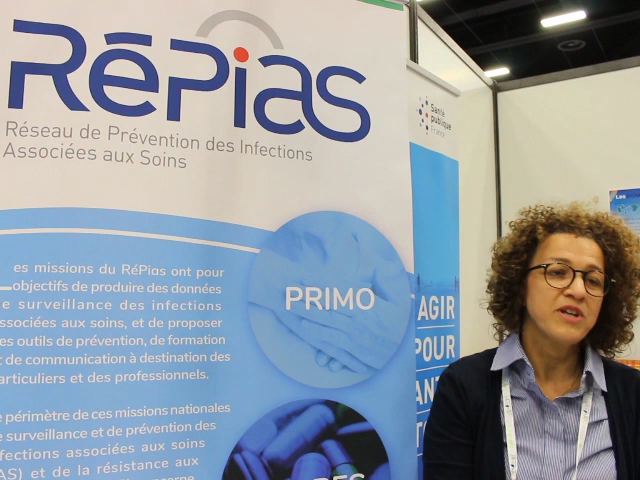 RéPias
Réseau de Prévention des Infections
Associées aux Soins
es missions du RéPias ont pour
objectifs de produire des données
e surveillance des infections
ssociées aux soins, et de proposer
es outils de prévention, de formation
t de communication à destination des
articuliers et des professionnels.
e périmètre de ces missions nationales
e surveillance et de prévention des
nfections associées aux soins
AS) et de la résistance aux
PRIMO
RES
Santé
publique
France
AGIR
POUR
Les